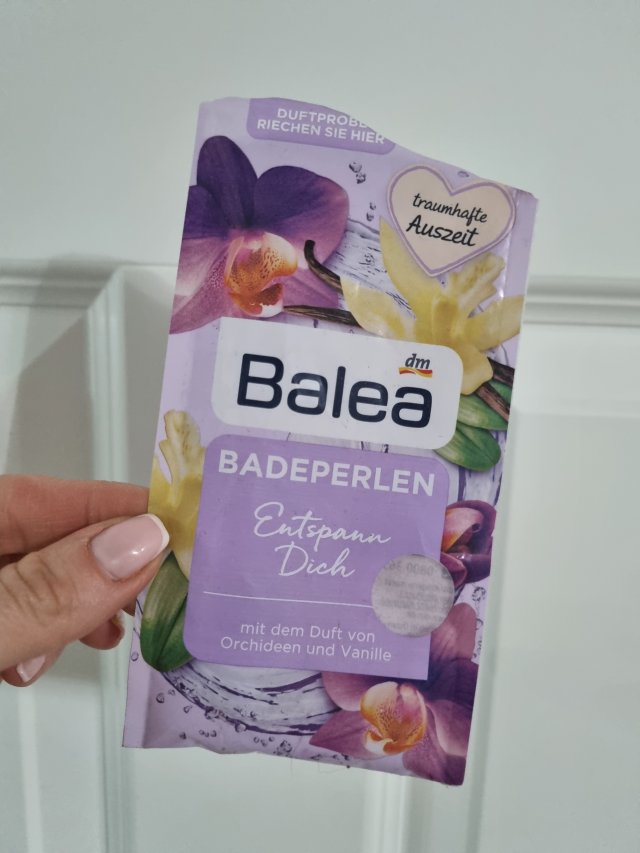 DUFTPROBE
RIECHEN SIE HIER
traumhafte
Auszeit
dm
Balea
BADEPERLEN
Entspann
Dich
mit dem Duft von
Orchideen und Vanille